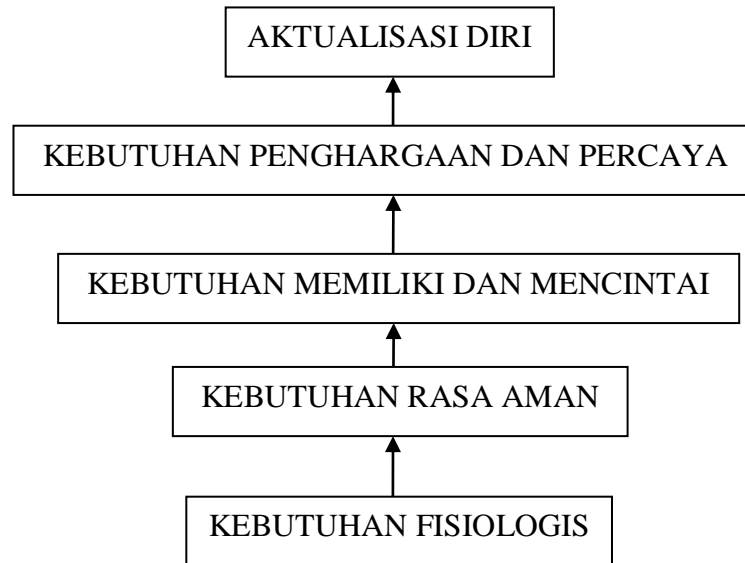 AKTUALISASI DIRI
KEBUTUHAN PENGHARGAAN DAN PERCAYA
KEBUTUHAN MEMILIKI DAN MENCINTAI
KEBUTUHAN RASA AMAN
KEBUTUHAN FISIOLOGIS